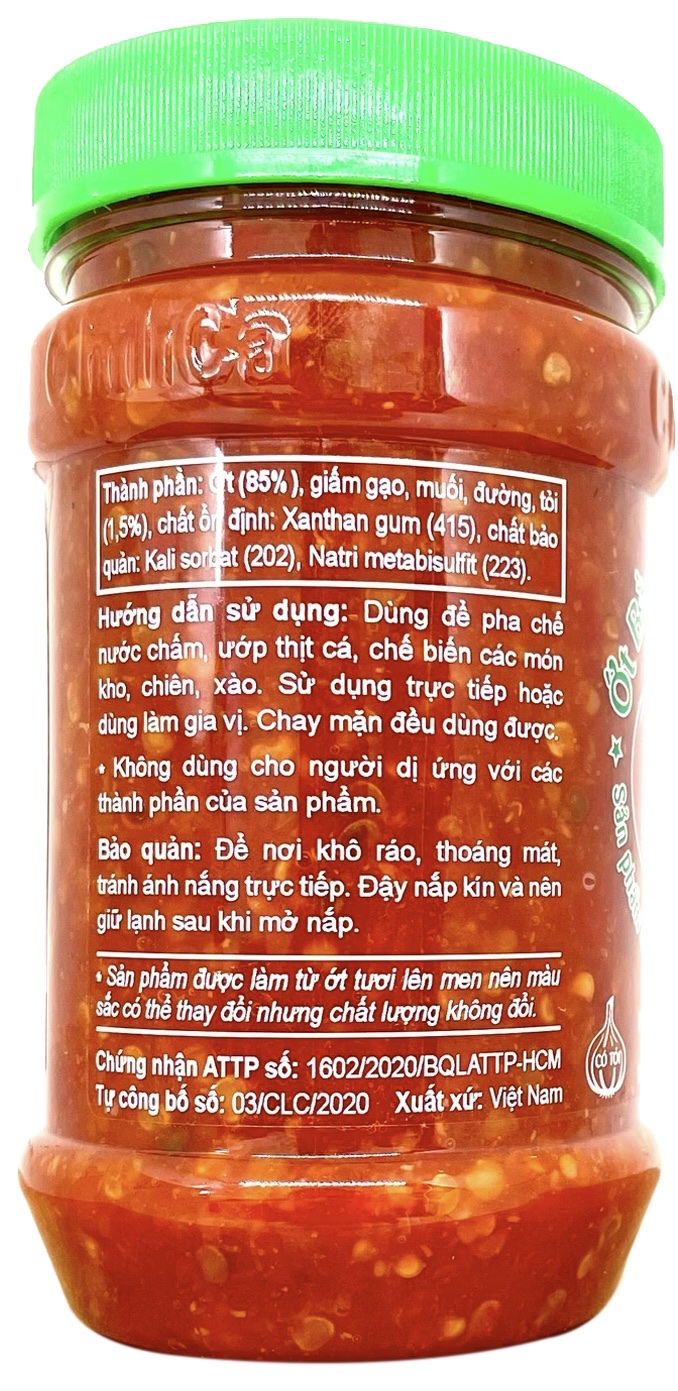 ChiliCa
Thành phần: Ớt (85%), giấm gạo, muối, đường, tỏi
(1,5%), chất ổn định: Xanthan gum (415), chất bảo
quản: Kali sorbat (202), Natri metabisulfit (223).
Hướng dẫn sử dụng: Dùng để pha chế
nước chấm, ướp thịt cá, chế biến các món
kho, chiên, xào. Sử dụng trực tiếp hoặc
dùng làm gia vị. Chay mặn đều dùng được.
* Không dùng cho người dị ứng với các
thành phần của sản phẩm.
Bảo quản: Để nơi khô ráo, thoáng mát,
tránh ánh nắng trực tiếp. Đậy nắp kín và nên
giữ lạnh sau khi mở nắp.
* Sản phẩm được làm từ ớt tươi lên men nên màu
sắc có thể thay đổi nhưng chất lượng không đổi.
Chứng nhận ATTP số: 1602/2020/BQLATTP-HCM
Tự công bố số: 03/CLC/2020 Xuất xứ: Việt Nam
Ớt
Sản
CÓ TỎI